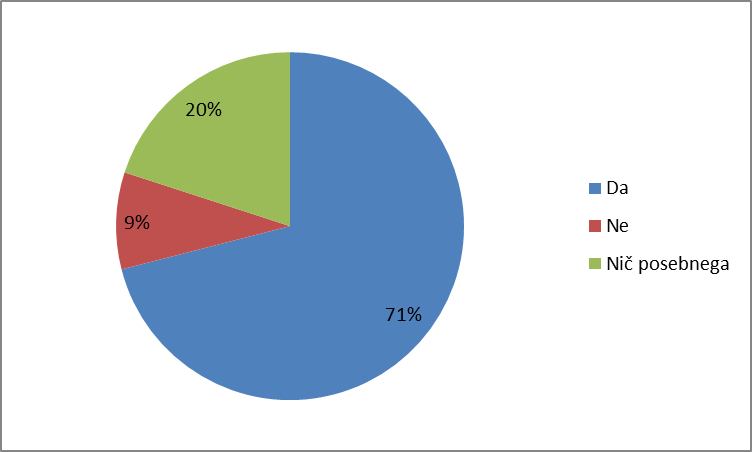 20%
9%
71%
Da
Ne
Nič posebnega